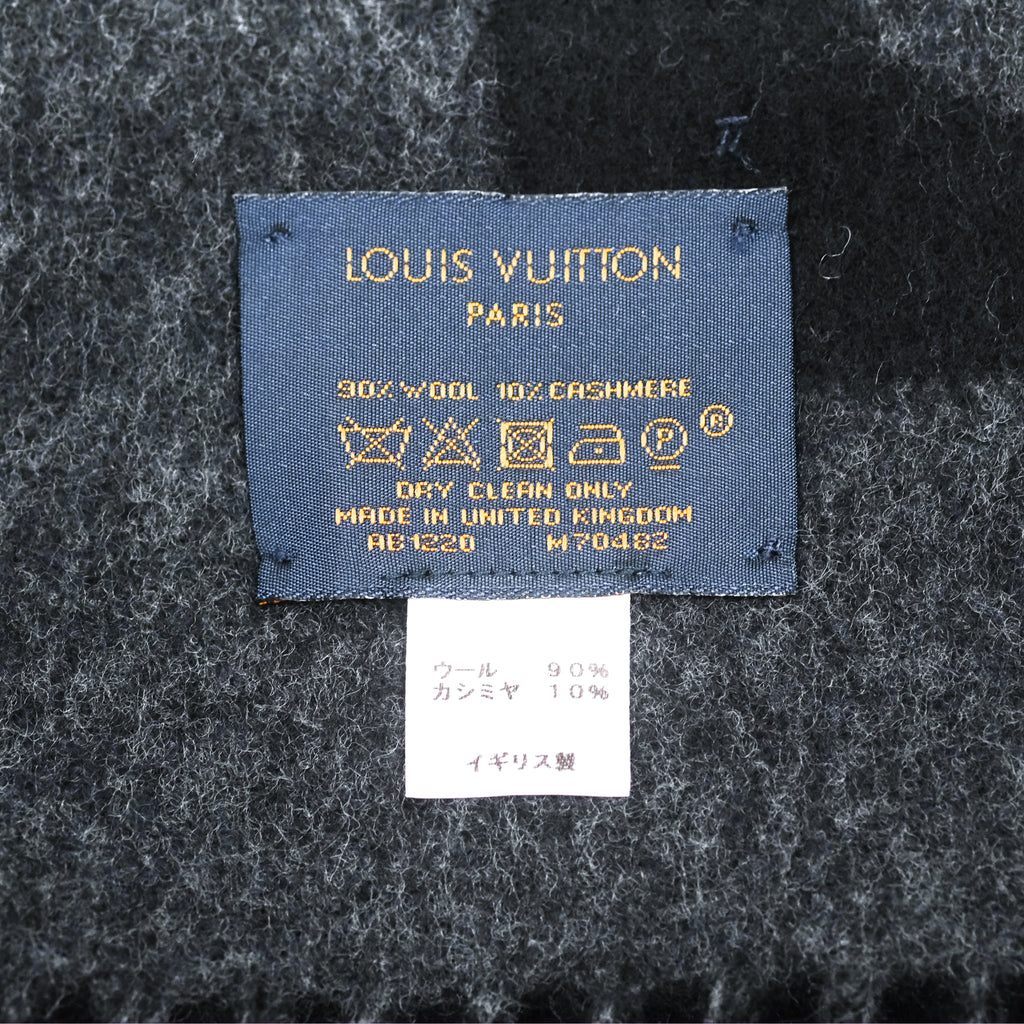 LOUIS VUITTON
PARIS
90% WOOL 10% CASHMERE
P ®
DRY CLEAN ONLY
MADE IN UNITED KINGDOM
AB1220 M70482
ウール 90%
カシミヤ 10%
イギリス製